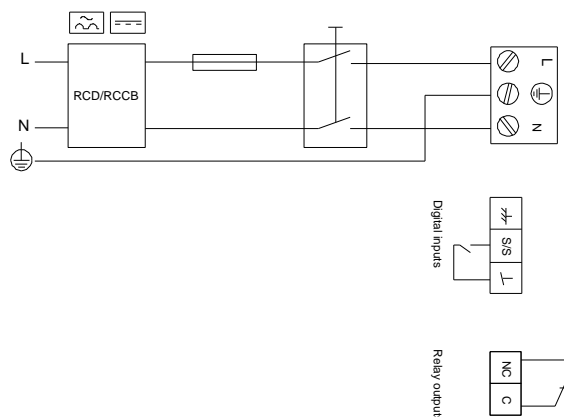 L
RCD/RCCB
N
L
N
Digital inputs
S/S
Relay output
NC
C